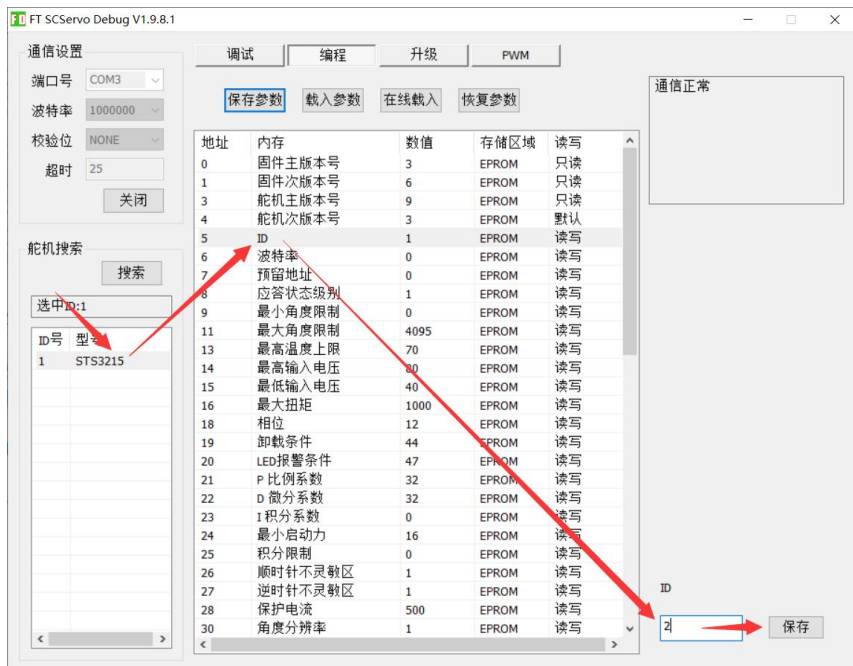 FT SCServo Debug V1.9.8.1
通信设置
端口号 COM3
波特率 1000000
校验位 NONE
超时 25
关闭
舵机搜索
搜索
选中ID:1
ID号 型号
1 STS3215
调试 编程 升级 PWM
保存参数 载入参数 在线载入 恢复参数
地址 内存 数值 存储区域 读写
0 固件主版本号 3 EPROM 只读
1 固件次版本号 6 EPROM 只读
3 舵机主版本号 9 EPROM 只读
4 舵机次版本号 3 EPROM 默认
5 ID 1 EPROM 读写
6 波特率 0 EPROM 读写
7 预留地址 0 EPROM 读写
8 应答状态级别 1 EPROM 读写
9 最小角度限制 0 EPROM 读写
11 最大角度限制 4095 EPROM 读写
13 最高温度上限 70 EPROM 读写
14 最高输入电压 80 EPROM 读写
15 最低输入电压 40 EPROM 读写
16 最大扭矩 1000 EPROM 读写
18 相位 12 EPROM 读写
19 卸载条件 44 EPROM 读写
20 LED报警条件 47 EPROM 读写
21 P 比例系数 32 EPROM 读写
22 D 微分系数 32 EPROM 读写
23 I 积分系数 0 EPROM 读写
24 最小启动力 16 EPROM 读写
25 积分限制 0 EPROM 读写
26 顺时针不灵敏区 1 EPROM 读写
27 逆时针不灵敏区 1 EPROM 读写
28 保护电流 500 EPROM 读写
30 角度分辨率 1 EPROM 读写
通信正常
ID
2 保存